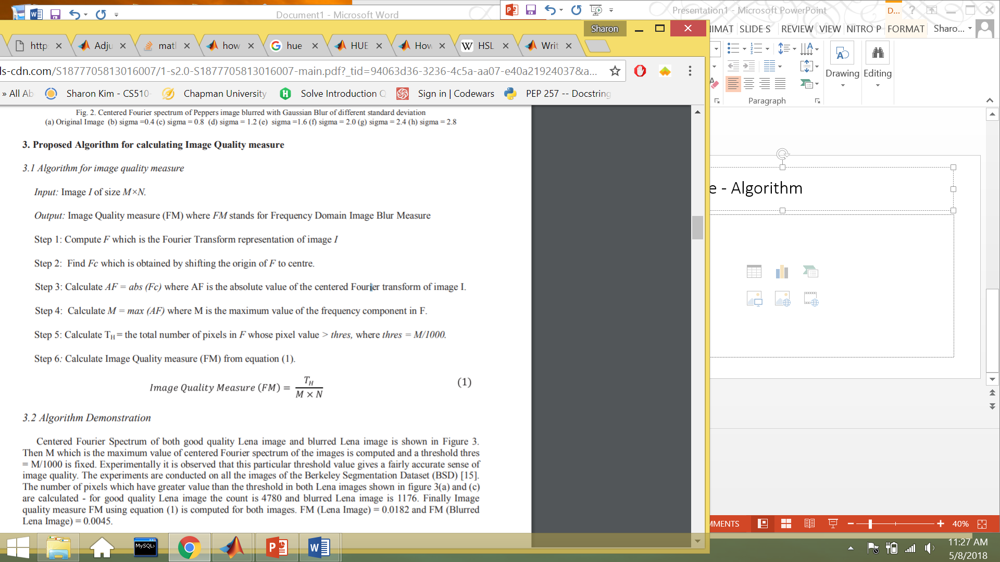 Document1 - Microsoft Word
Presentation1 - Microsoft PowerPoint
D... ?
Sharon
NIMAT SLIDE S REVIEW VIEW NITRO P FORMAT Sharo...
http Adju matl how hue HUE How HSL Writ
ls-cdn.com/S1877705813016007/1-s2.0-S1877705813016007-main.pdf?_tid=94063d36-3236-4c5a-aa07-e40a21924037&a...
Drawing Editing
Paragraph
» All Ab Sharon Kim - CS510- Chapman University Solve Introduction Sign in | Codewars PEP 257 -- Docstring
Fig. 2. Centered Fourier spectrum of Peppers image blurred with Gaussian Blur of different standard deviation
(a) Original Image (b) sigma =0.4 (c) sigma = 0.8 (d) sigma = 1.2 (e) sigma =1.6 (f) sigma = 2.0 (g) sigma = 2.4 (h) sigma = 2.8
3. Proposed Algorithm for calculating Image Quality measure
3.1 Algorithm for image quality measure
Input: Image I of size M×N.
Output: Image Quality measure (FM) where FM stands for Frequency Domain Image Blur Measure
Step 1: Compute F which is the Fourier Transform representation of image I
Step 2: Find Fc which is obtained by shifting the origin of F to centre.
Step 3: Calculate AF = abs (Fc) where AF is the absolute value of the centered Fourier transform of image I.
Step 4: Calculate M = max (AF) where M is the maximum value of the frequency component in F.
Step 5: Calculate TH = the total number of pixels in F whose pixel value > thres, where thres = M/1000.
Step 6: Calculate Image Quality measure (FM) from equation (1).
Image Quality Measure (FM) = TH / M × N (1)
3.2 Algorithm Demonstration
Centered Fourier Spectrum of both good quality Lena image and blurred Lena image is shown in Figure 3.
Then M which is the maximum value of centered Fourier spectrum of the images is computed and a threshold thres
= M/1000 is fixed. Experimentally it is observed that this particular threshold value gives a fairly accurate sense of
image quality. The experiments are conducted on all the images of the Berkeley Segmentation Dataset (BSD) [15].
The number of pixels which have greater value than the threshold in both Lena images shown in figure 3(a) and (c)
are calculated - for good quality Lena image the count is 4780 and blurred Lena image is 1176. Finally Image
quality measure FM using equation (1) is computed for both images. FM (Lena Image) = 0.0182 and FM (Blurred
Lena Image) = 0.0045.
e - Algorithm
MMENTS
40%
MySQL>
11:27 AM
5/8/2018